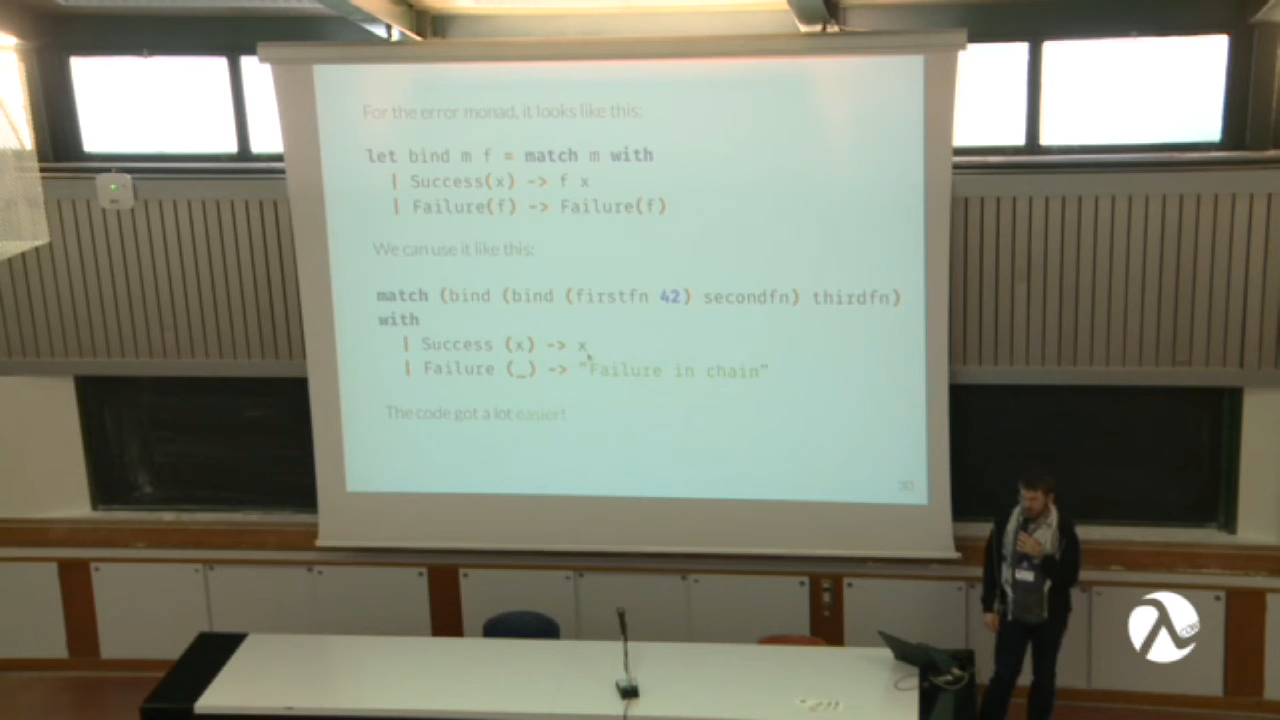 For the error monad, it looks like this:
let bind m f = match m with
| Success(x) -> f x
| Failure(f) -> Failure(f)
We can use it like this:
match (bind (bind (firstfn 42) secondfn) thirdfn)
with
| Success (x) -> x
| Failure (_) -> "Failure in chain"
The code got a lot easier!
30
λ